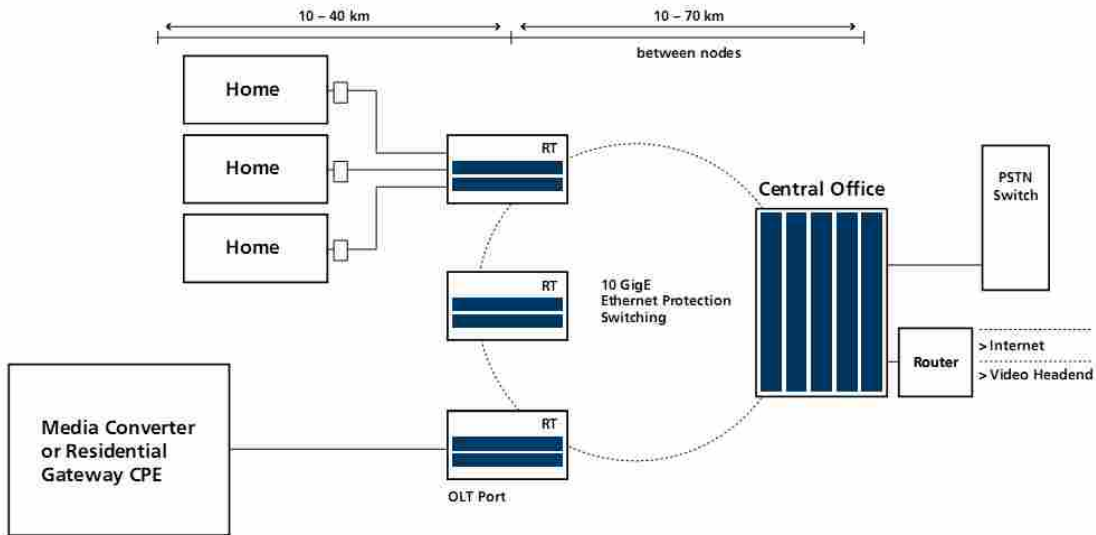 10 – 40 km
10 – 70 km
between nodes
Home
Home
Home
RT
RT
RT
OLT Port
Media Converter
or Residential
Gateway CPE
10 GigE
Ethernet Protection
Switching
Central Office
PSTN
Switch
Router
> Internet
> Video Headend